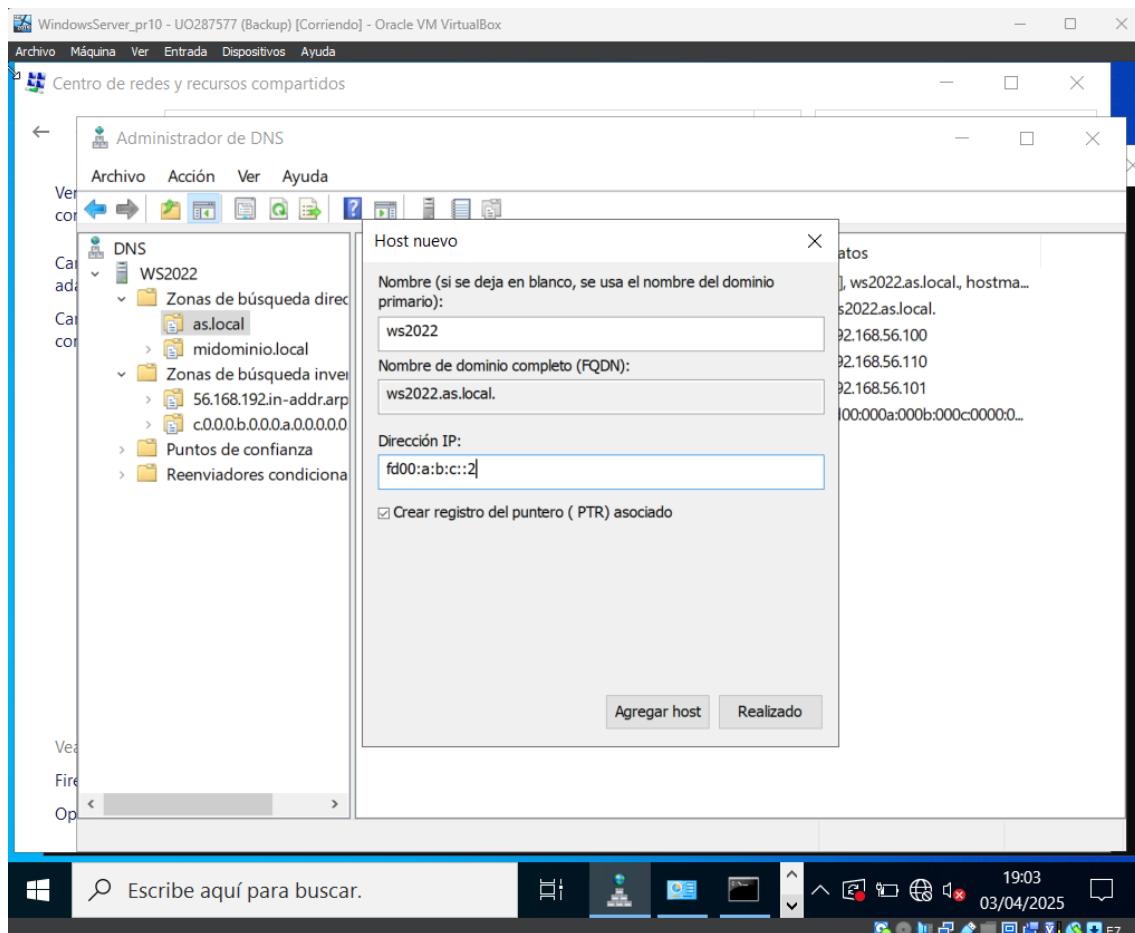 WindowsServer_pr10 - UO287577 (Backup) [Corriendo] - Oracle VM VirtualBox
Archivo Máquina Ver Entrada Dispositivos Ayuda
Centro de redes y recursos compartidos
Administrador de DNS
Archivo Acción Ver Ayuda
Ver
DNS
WS2022
Zonas de búsqueda direc
as.local
midominio.local
Zonas de búsqueda inver
56.168.192.in-addr.arp
c.0.0.0.b.0.0.0.a.0.0.0.0.0
Puntos de confianza
Reenviadores condiciona
Host nuevo
Nombre (si se deja en blanco, se usa el nombre del dominio
primario):
ws2022
Nombre de dominio completo (FQDN):
ws2022.as.local.
Dirección IP:
fd00:a:b:c::2
Crear registro del puntero ( PTR) asociado
Agregar host Realizado
atos
], ws2022.as.local., hostma...
s2022.as.local.
92.168.56.100
92.168.56.110
92.168.56.101
d00:000a:000b:000c:0000:0...
Vea
Fire
Op
Escribe aquí para buscar.
19:03
03/04/2025